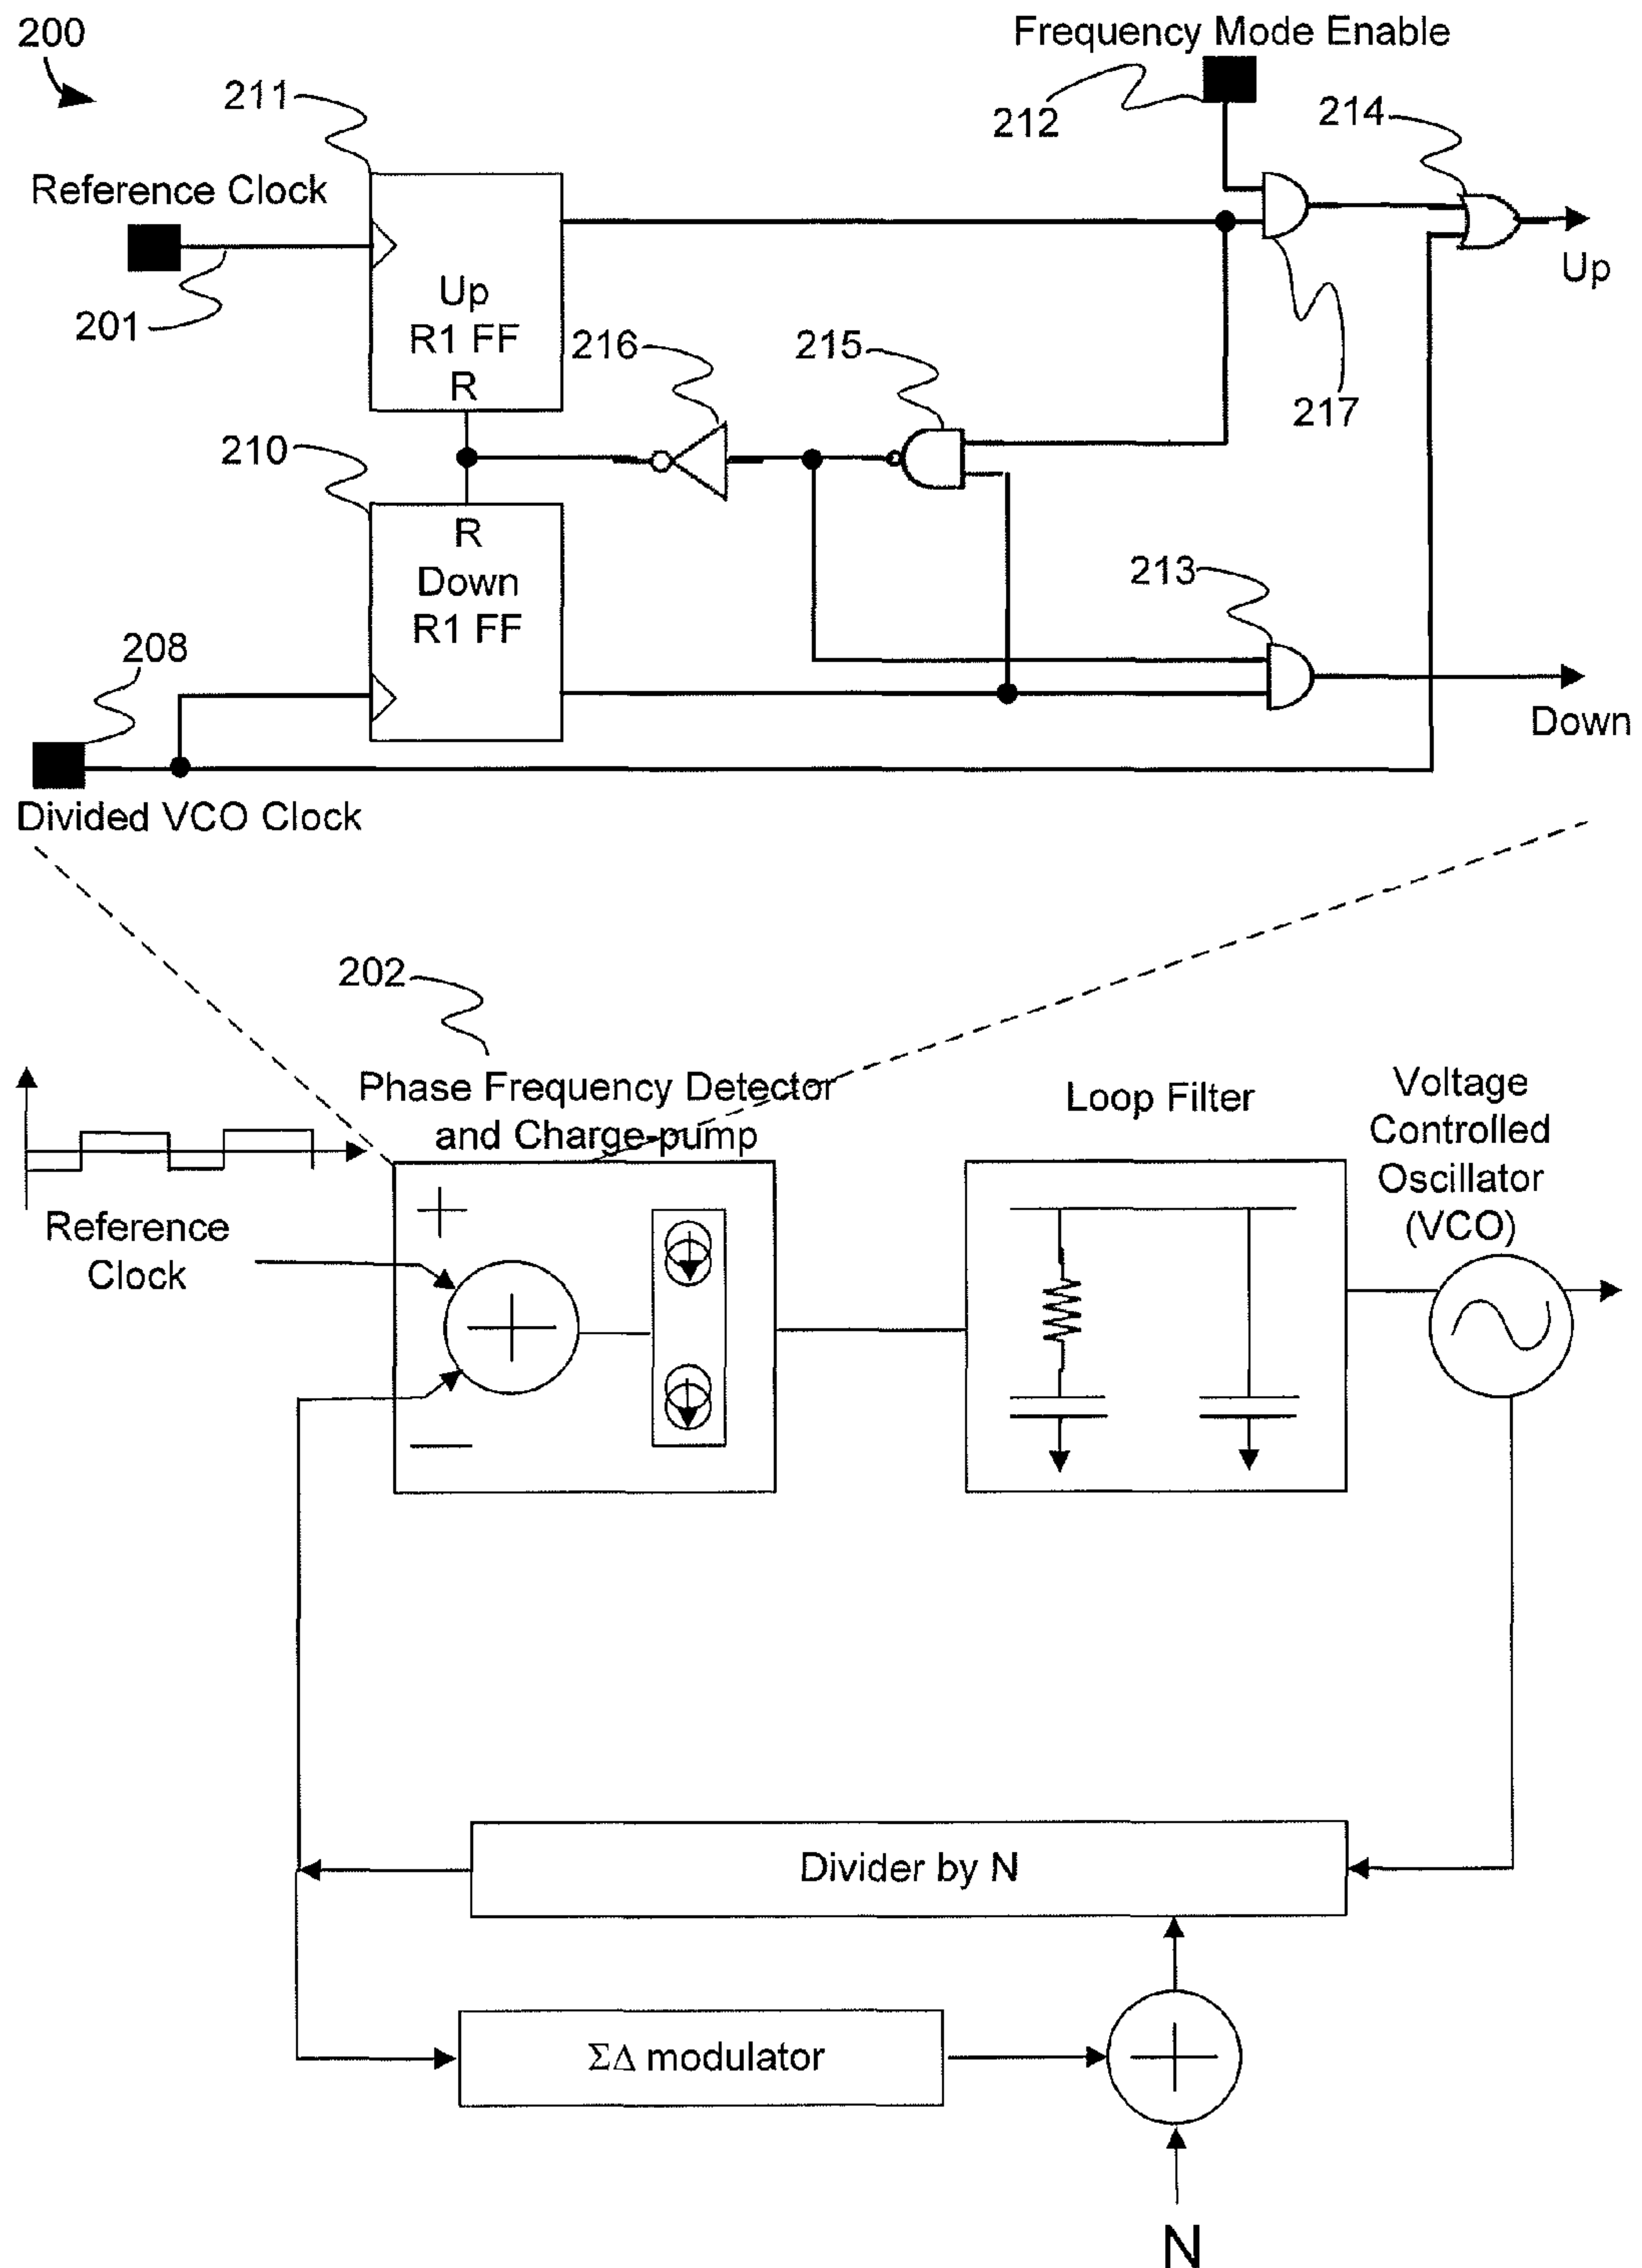 200
Frequency Mode Enable
211
212
214
Reference Clock
201
Up
R1 FF
R
Up
216
215
217
210
R
Down
R1 FF
213
208
Down
Divided VCO Clock
202
Phase Frequency Detector
and Charge-pump
Loop Filter
Voltage
Controlled
Oscillator
(VCO)
Reference
Clock
Divider by N
ΣΔ modulator
N